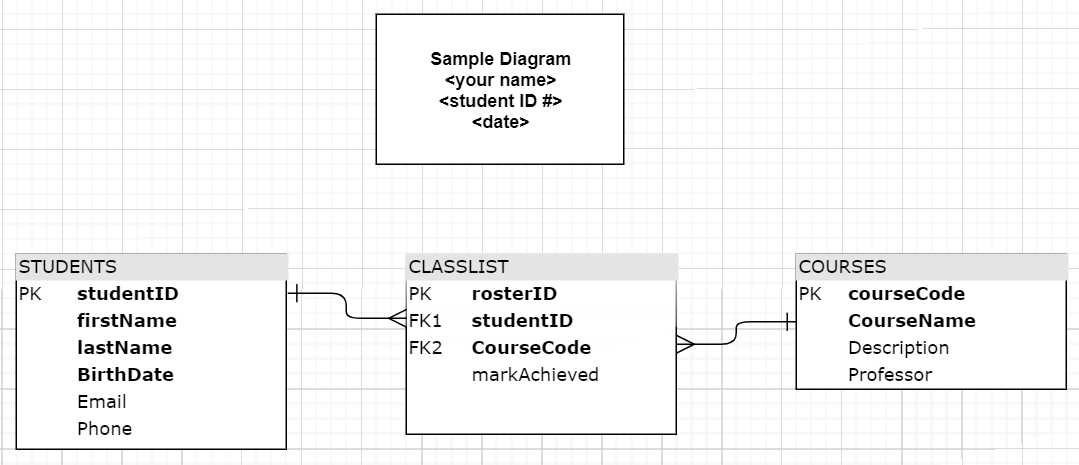 Sample Diagram
<your name>
<student ID #>
<date>
STUDENTS
PK studentID
firstName
lastName
BirthDate
Email
Phone
CLASSLIST
PK rosterID
FK1 studentID
FK2 CourseCode
markAchieved
COURSES
PK courseCode
CourseName
Description
Professor